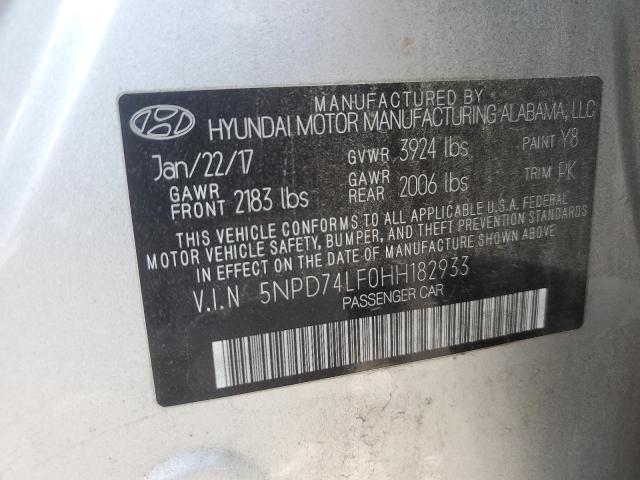 MANUFACTURED BY
HYUNDAI MOTOR MANUFACTURING ALABAMA, LLC
Jan/22/17 GVWR 3924 lbs PAINT Y8
GAWR FRONT 2183 lbs GAWR REAR 2006 lbs TRIM PK
THIS VEHICLE CONFORMS TO ALL APPLICABLE U.S.A. FEDERAL
MOTOR VEHICLE SAFETY, BUMPER, AND THEFT PREVENTION STANDARDS
IN EFFECT ON THE DATE OF MANUFACTURE SHOWN ABOVE.
V.I.N 5NPD74LF0HH182933
PASSENGER CAR